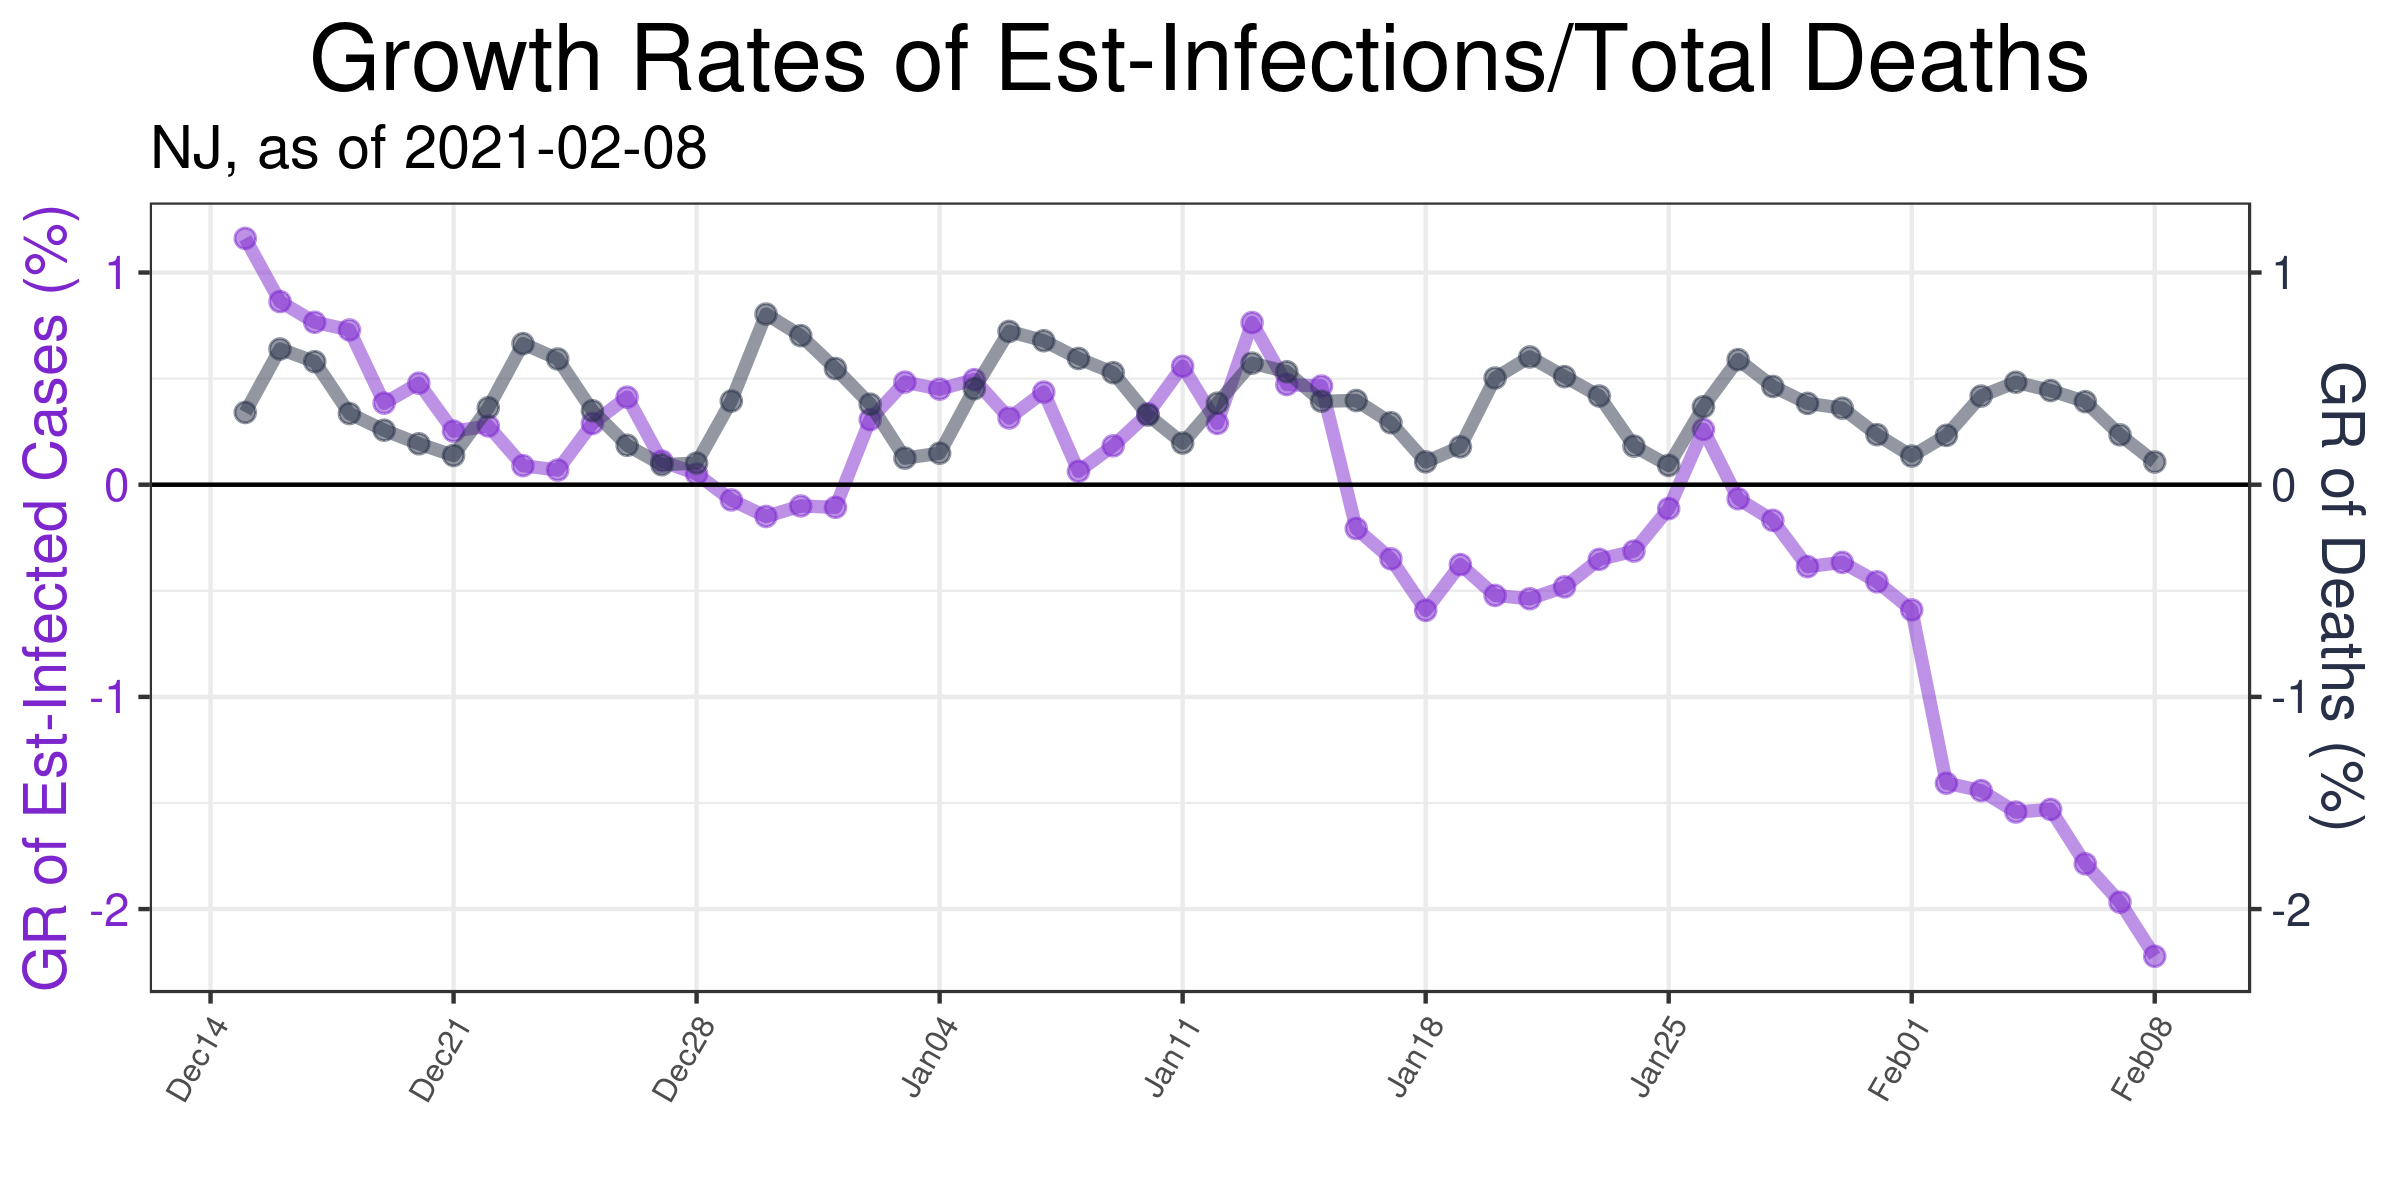 Growth Rates of Est-Infections/Total Deaths
NJ, as of 2021-02-08
GR of Est-Infected Cases (%)
1
0
-1
-2
1
0
-1
-2
GR of Deaths (%)
Dec14
Dec21
Dec28
Jan04
Jan11
Jan18
Jan25
Feb01
Feb08